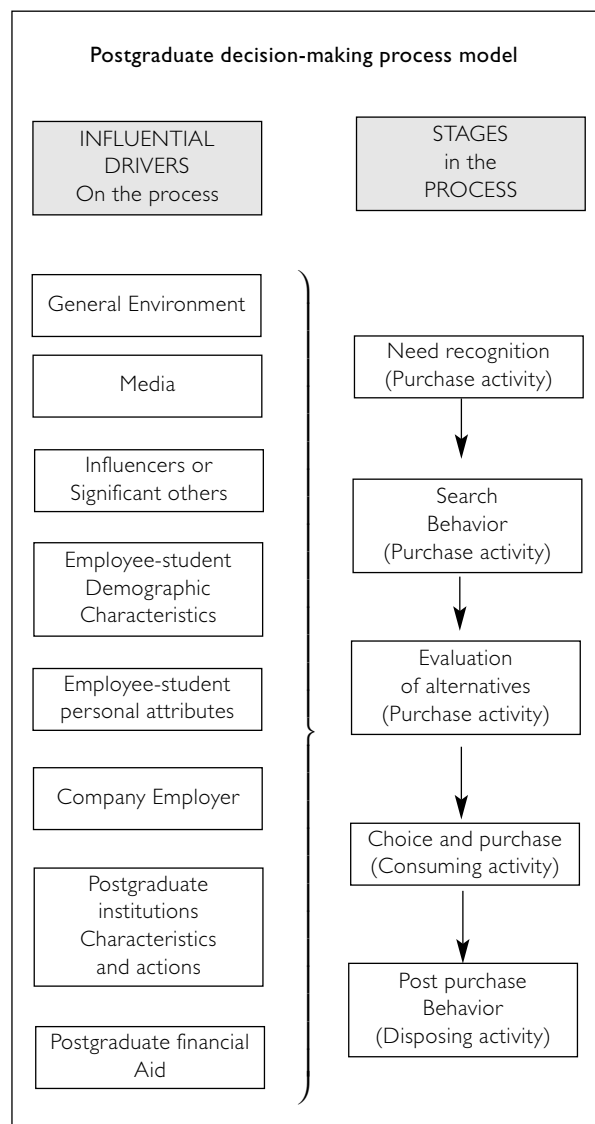 Postgraduate decision-making process model
INFLUENTIAL
DRIVERS
On the process
General Environment
Media
Influencers or
Significant others
Employee-student
Demographic
Characteristics
Employee-student
personal attributes
Company Employer
Postgraduate
institutions
Characteristics
and actions
Postgraduate financial
Aid
STAGES
in the
PROCESS
Need recognition
(Purchase activity)
Search
Behavior
(Purchase activity)
Evaluation
of alternatives
(Purchase activity)
Choice and purchase
(Consuming activity)
Post purchase
Behavior
(Disposing activity)